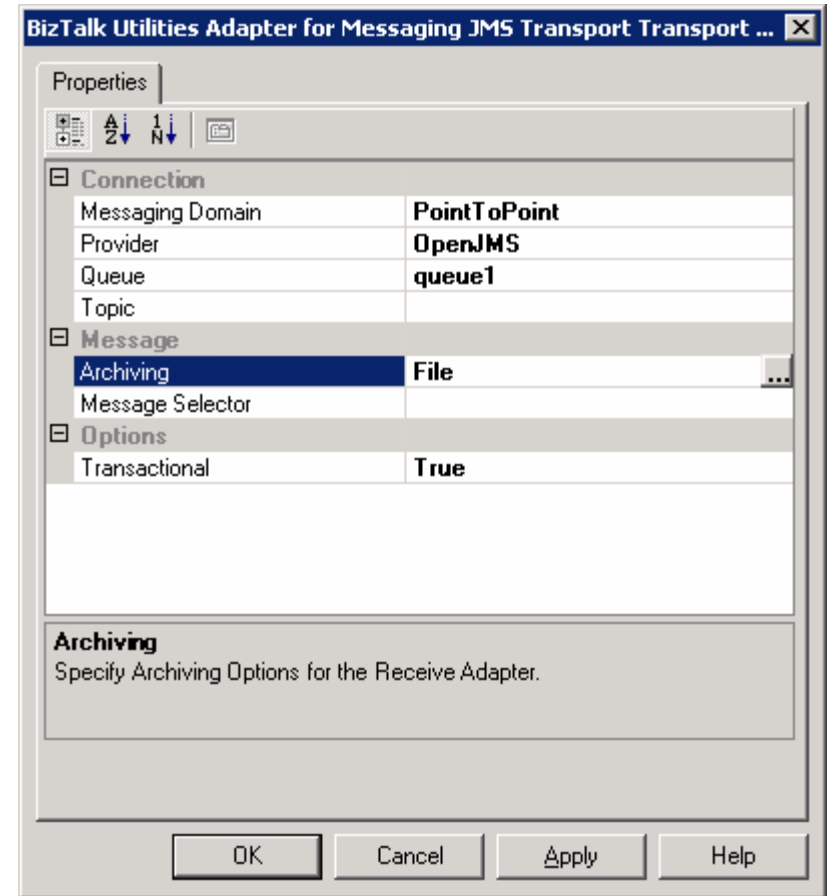 BizTalk Utilities Adapter for Messaging JMS Transport Transport ...
Properties
Connection
Messaging Domain PointToPoint
Provider OpenJMS
Queue queue1
Topic
Message
Archiving File ...
Message Selector
Options
Transactional True
Archiving
Specify Archiving Options for the Receive Adapter.
OK Cancel Apply Help